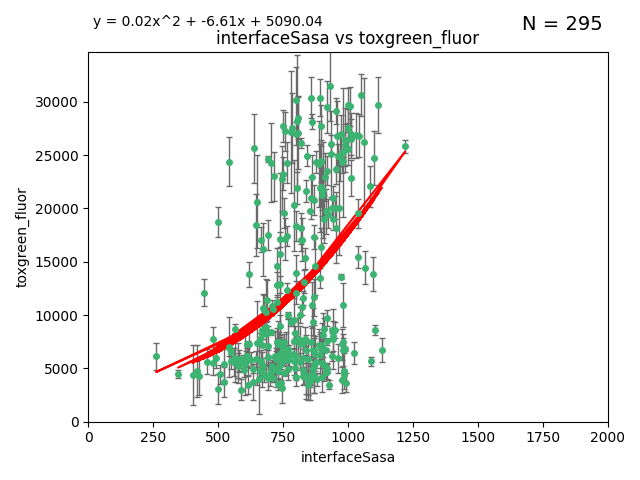 y = 0.02x^2 + -6.61x + 5090.04
N = 295
interfaceSasa vs toxgreen_fluor
30000
25000
20000
15000
10000
5000
0
toxgreen_fluor
0 250 500 750 1000 1250 1500 1750 2000
interfaceSasa